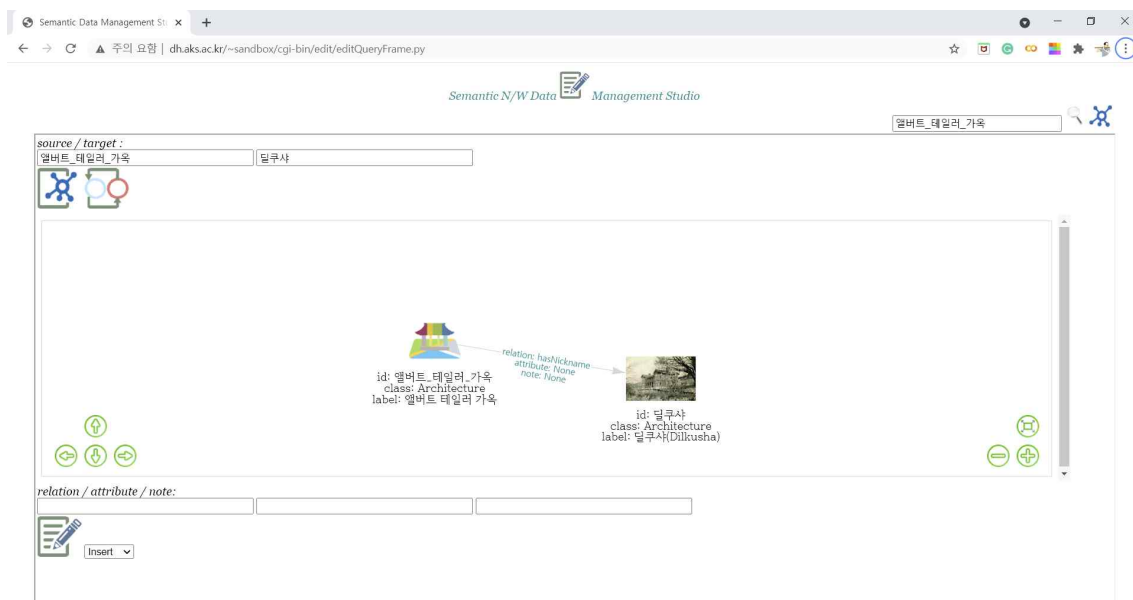 Semantic Data Management Stu
주의 요함 | dh.aks.ac.kr/~sandbox/cgi-bin/edit/editQueryFrame.py
Semantic N/W Data Management Studio
앨버트_테일러_가옥
source / target :
앨버트_테일러_가옥 딜쿠샤
relation: hasNickname
attribute: None
note: None
id: 앨버트_테일러_가옥
class: Architecture
label: 앨버트 테일러 가옥
id: 딜쿠샤
class: Architecture
label: 딜쿠샤(Dilkusha)
relation / attribute / note:
Insert